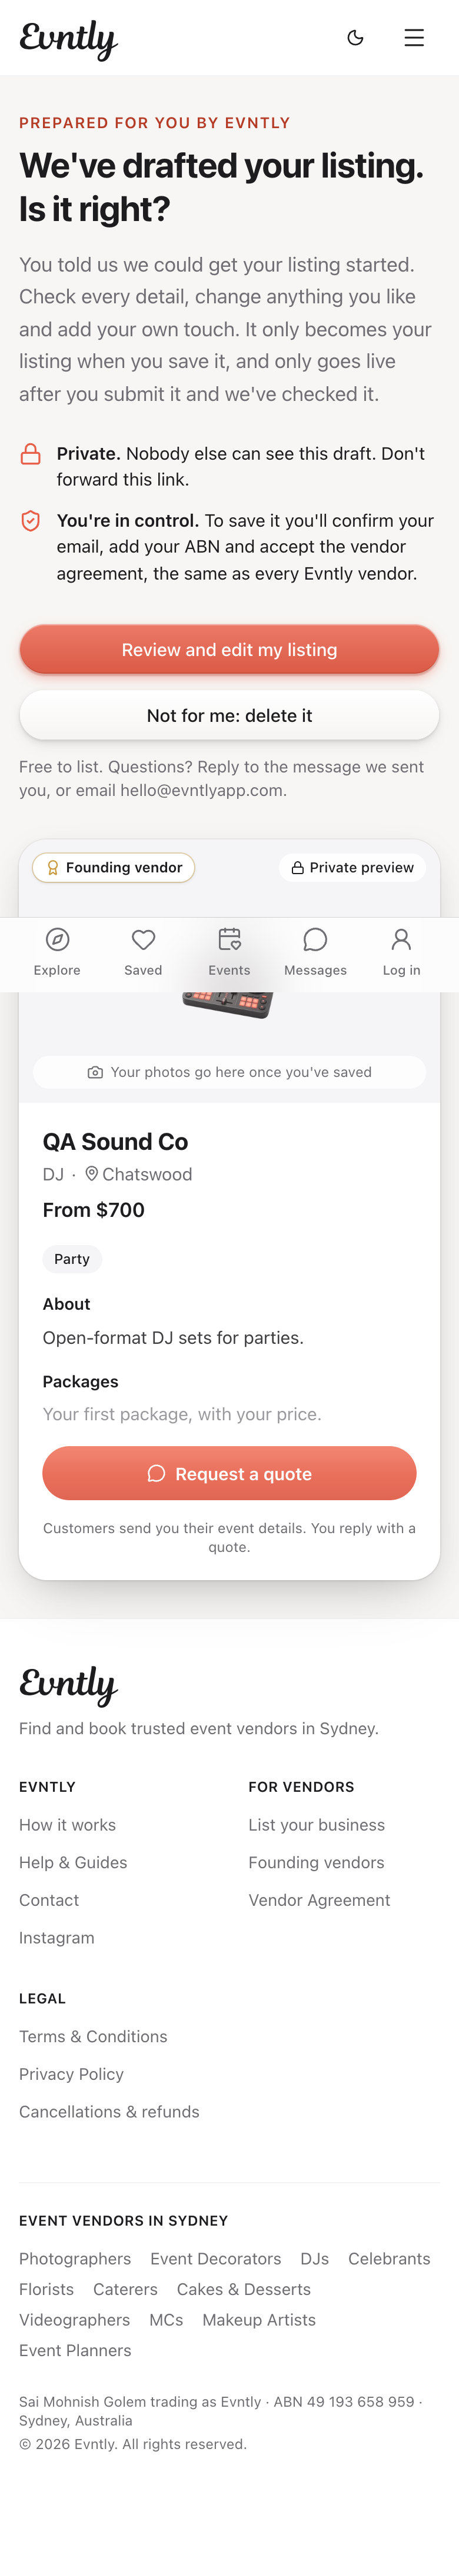 Evntly
PREPARED FOR YOU BY EVNTLY
We've drafted your listing.
Is it right?
You told us we could get your listing started.
Check every detail, change anything you like
and add your own touch. It only becomes your
listing when you save it, and only goes live
after you submit it and we've checked it.
Private. Nobody else can see this draft. Don't
forward this link.
You're in control. To save it you'll confirm your
email, add your ABN and accept the vendor
agreement, the same as every Evntly vendor.
Review and edit my listing
Not for me: delete it
Free to list. Questions? Reply to the message we sent
you, or email hello@evntlyapp.com.
Founding vendor
Private preview
Explore
Saved
Events
Messages
Log in
Your photos go here once you've saved
QA Sound Co
DJ · Chatswood
From $700
Party
About
Open-format DJ sets for parties.
Packages
Your first package, with your price.
Request a quote
Customers send you their event details. You reply with a
quote.
Evntly
Find and book trusted event vendors in Sydney.
EVNTLY
How it works
Help & Guides
Contact
Instagram
FOR VENDORS
List your business
Founding vendors
Vendor Agreement
LEGAL
Terms & Conditions
Privacy Policy
Cancellations & refunds
EVENT VENDORS IN SYDNEY
Photographers Event Decorators DJs Celebrants
Florists Caterers Cakes & Desserts
Videographers MCs Makeup Artists
Event Planners
Sai Mohnish Golem trading as Evntly · ABN 49 193 658 959 ·
Sydney, Australia
© 2026 Evntly. All rights reserved.